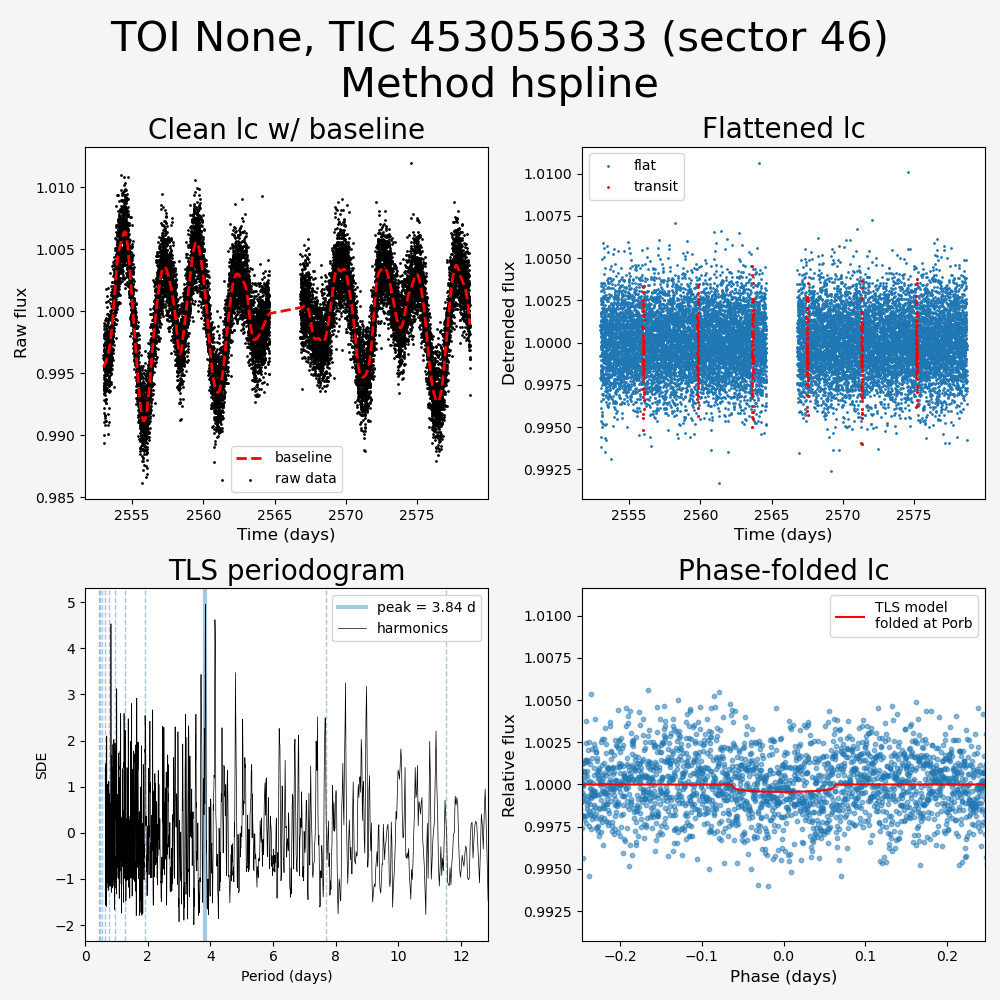 TOI None, TIC 453055633 (sector 46)
Method hspline
Clean lc w/ baseline
Raw flux
1.010
1.005
1.000
0.995
0.990
0.985
baseline
raw data
2555
2560
2565
2570
2575
Time (days)
Flattened lc
Detrended flux
1.0100
1.0075
1.0050
1.0025
1.0000
0.9975
0.9950
0.9925
flat
transit
2555
2560
2565
2570
2575
Time (days)
TLS periodogram
SDE
5
4
3
2
1
0
−1
−2
peak = 3.84 d
harmonics
0
2
4
6
8
10
12
Period (days)
Phase-folded lc
Relative flux
1.0100
1.0075
1.0050
1.0025
1.0000
0.9975
0.9950
0.9925
TLS model
folded at Porb
−0.2
−0.1
0.0
0.1
0.2
Phase (days)